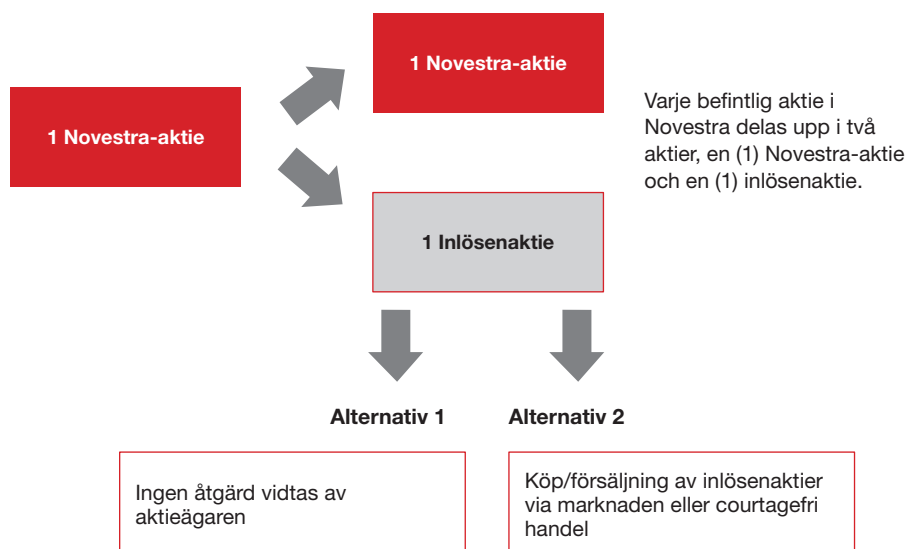 1 Novestra-aktie
1 Novestra-aktie
Varje befintlig aktie i
Novestra delas upp i två
aktier, en (1) Novestra-aktie
och en (1) inlösenaktie.
1 Inlösenaktie
Alternativ 1
Alternativ 2
Ingen åtgärd vidtas av
aktieägaren
Köp/försäljning av inlösenaktier
via marknaden eller courtagefri
handel